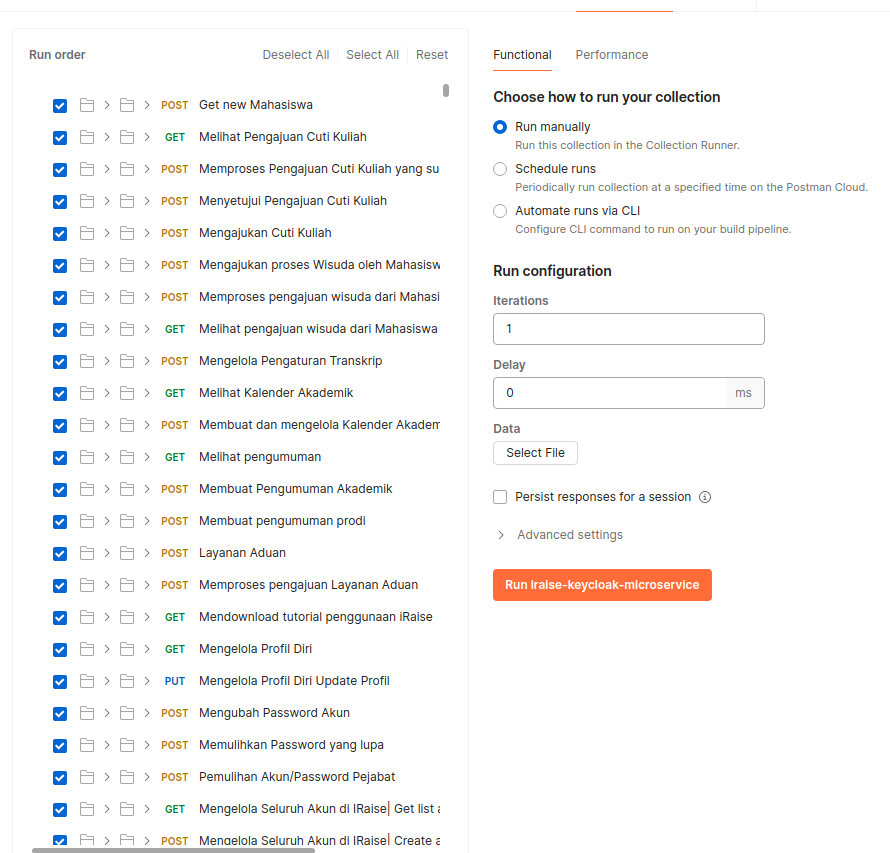 Run order
Deselect All
Select All
Reset
POST Get new Mahasiswa
GET Melihat Pengajuan Cuti Kuliah
POST Memproses Pengajuan Cuti Kuliah yang su
POST Menyetujui Pengajuan Cuti Kuliah
POST Mengajukan Cuti Kuliah
POST Mengajukan proses Wisuda oleh Mahasisw
POST Memproses pengajuan wisuda dari Mahasi
GET Melihat pengajuan wisuda dari Mahasiswa
POST Mengelola Pengaturan Transkrip
GET Melihat Kalender Akademik
POST Membuat dan mengelola Kalender Akadem
GET Melihat pengumuman
POST Membuat Pengumuman Akademik
POST Membuat pengumuman prodi
POST Layanan Aduan
POST Memproses pengajuan Layanan Aduan
GET Mendownload tutorial penggunaan iRaise
GET Mengelola Profil Diri
PUT Mengelola Profil Diri Update Profil
POST Mengubah Password Akun
POST Memulihkan Password yang lupa
POST Pemulihan Akun/Password Pejabat
GET Mengelola Seluruh Akun di IRaise| Get list a
POST Mengelola Seluruh Akun di IRaise| Create a
Functional
Performance
Choose how to run your collection
Run manually
Run this collection in the Collection Runner.
Schedule runs
Periodically run collection at a specified time on the Postman Cloud.
Automate runs via CLI
Configure CLI command to run on your build pipeline.
Run configuration
Iterations
1
Delay
0 ms
Data
Select File
Persist responses for a session
Advanced settings
Run iraise-keycloak-microservice